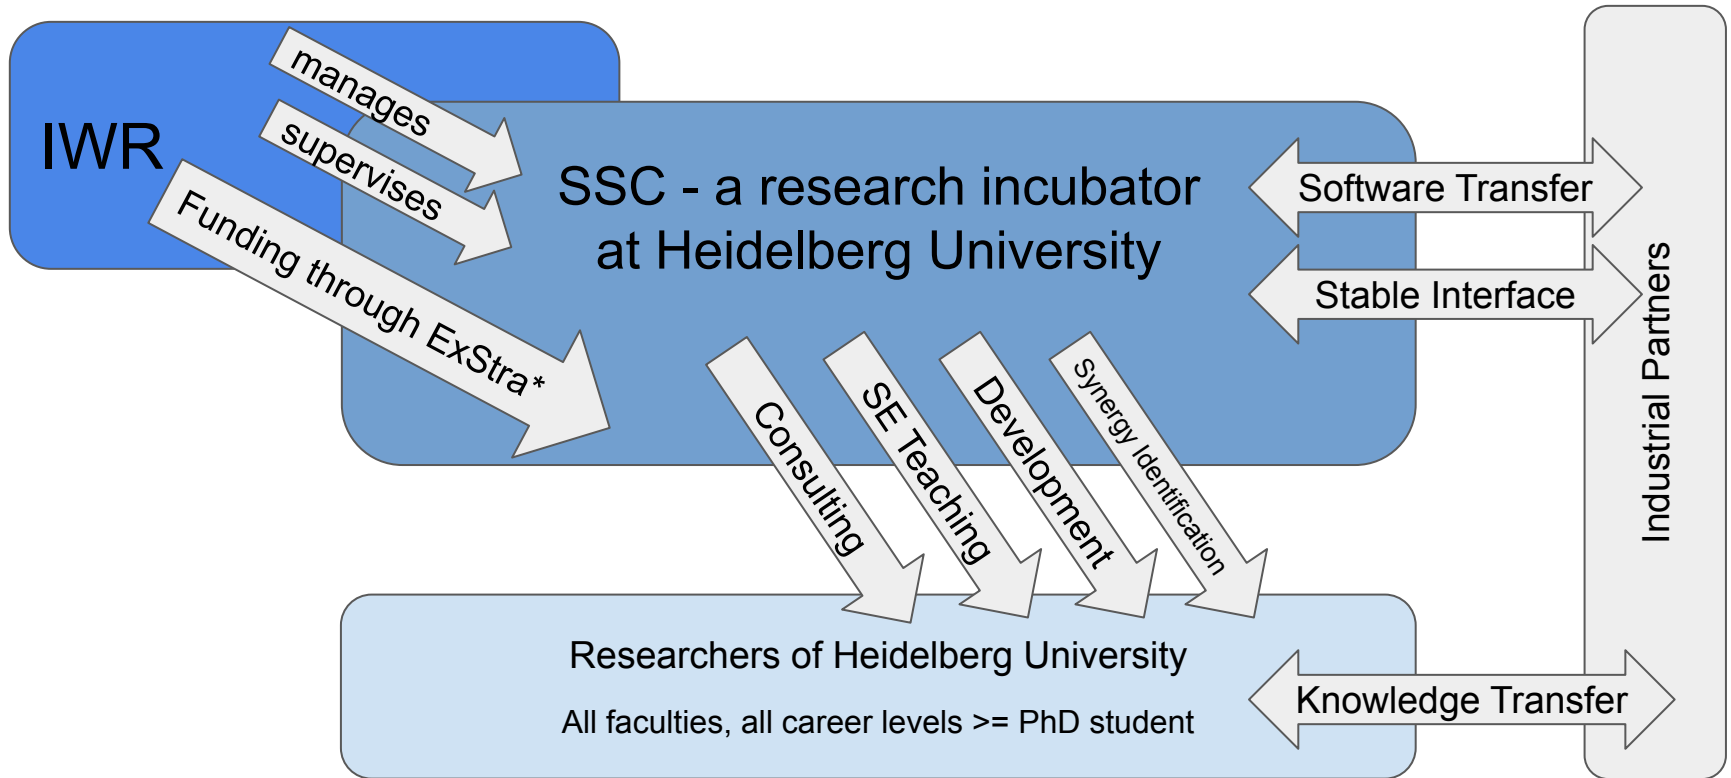 IWR
manages
supervises
Funding through ExStra*
SSC - a research incubator
at Heidelberg University
Software Transfer
Stable Interface
Industrial Partners
Consulting
SE Teaching
Development
Synergy Identification
Researchers of Heidelberg University
All faculties, all career levels >= PhD student
Knowledge Transfer